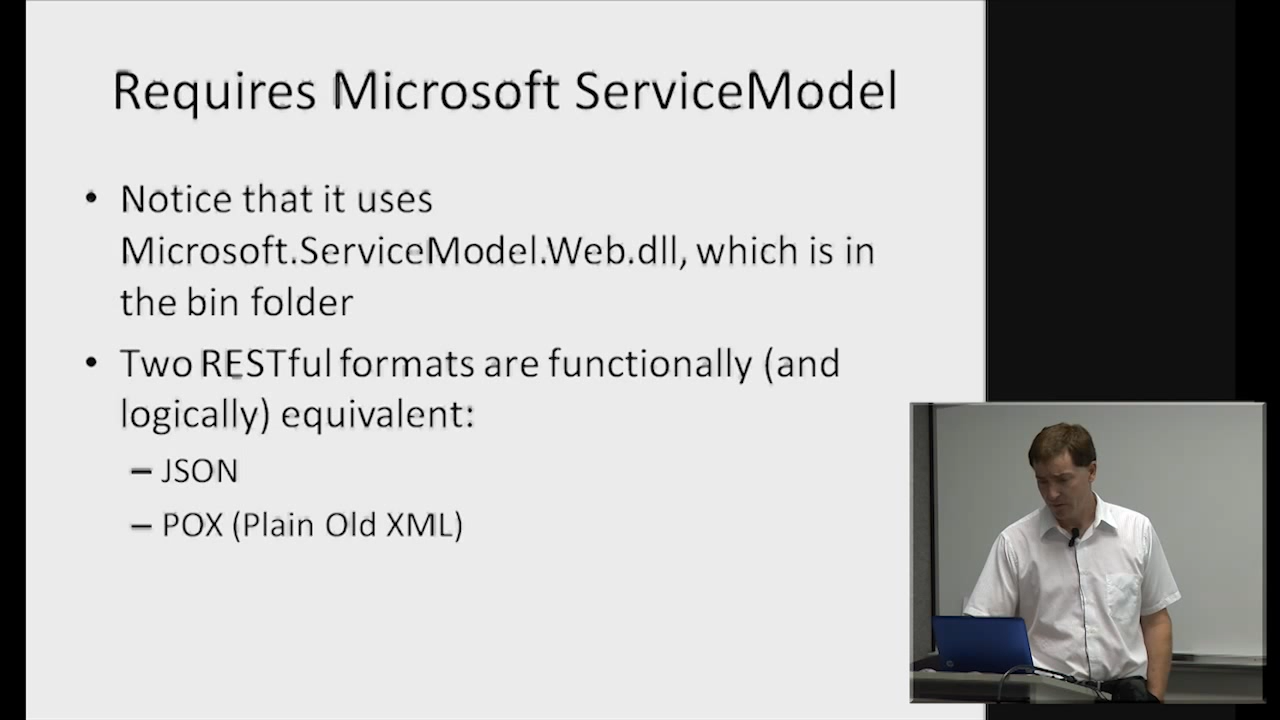 Requires Microsoft ServiceModel
• Notice that it uses
Microsoft.ServiceModel.Web.dll, which is in
the bin folder
• Two RESTful formats are functionally (and
logically) equivalent:
– JSON
– POX (Plain Old XML)